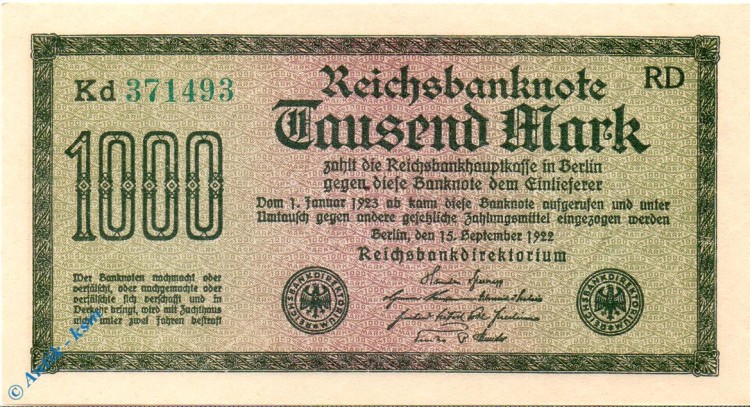 Kd 371493
RD
Reichsbanknote
Tausend Mark
1000
zahlt die Reichsbankhauptkasse in Berlin
gegen diese Banknote dem Einlieferer
Vom 1. Januar 1923 ab kann diese Banknote aufgerufen und unter
Umtausch gegen andere gesetzliche Zahlungsmittel eingezogen werden
Berlin, den 15. September 1922
Reichsbankdirektorium
Wer Banknoten nachmacht oder
verfälscht, oder nachgemachte oder
verfälschte sich verschafft und in
Verkehr bringt, wird mit Zuchthaus
nicht unter zwei Jahren bestraft
REICHSBANKDIREKTORIUM
REICHSBANKDIREKTORIUM